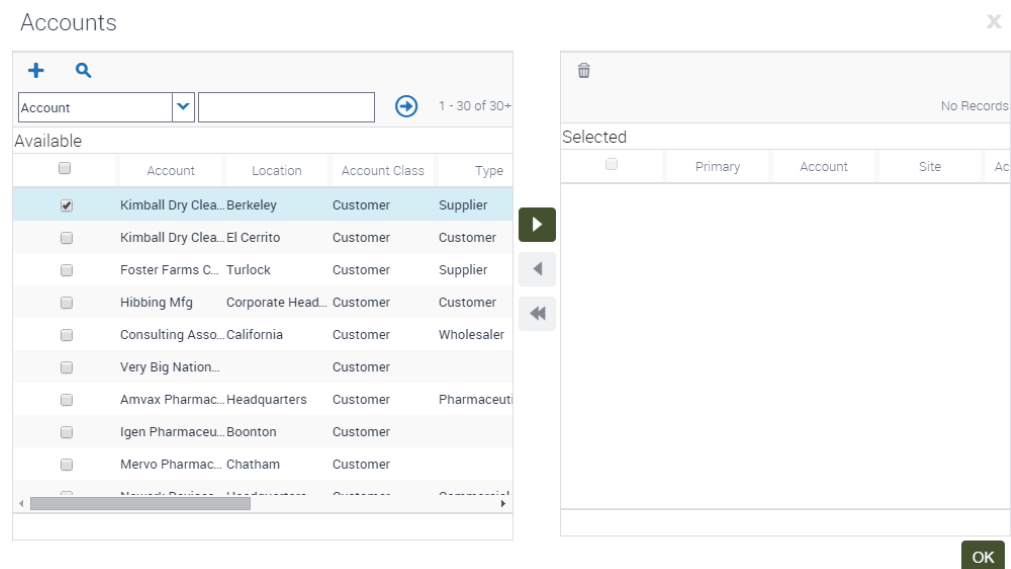 Accounts
X
Account
1 - 30 of 30+
Available
Account Location Account Class Type
Kimball Dry Clea... Berkeley Customer Supplier
Kimball Dry Clea... El Cerrito Customer Customer
Foster Farms C... Turlock Customer Supplier
Hibbing Mfg Corporate Head... Customer Customer
Consulting Asso... California Customer Wholesaler
Very Big Nation... Customer
Amvax Pharmac... Headquarters Customer Pharmaceuti
Igen Pharmaceu... Boonton Customer
Mervo Pharmac... Chatham Customer
No Records
Selected
Primary Account Site Ac
OK